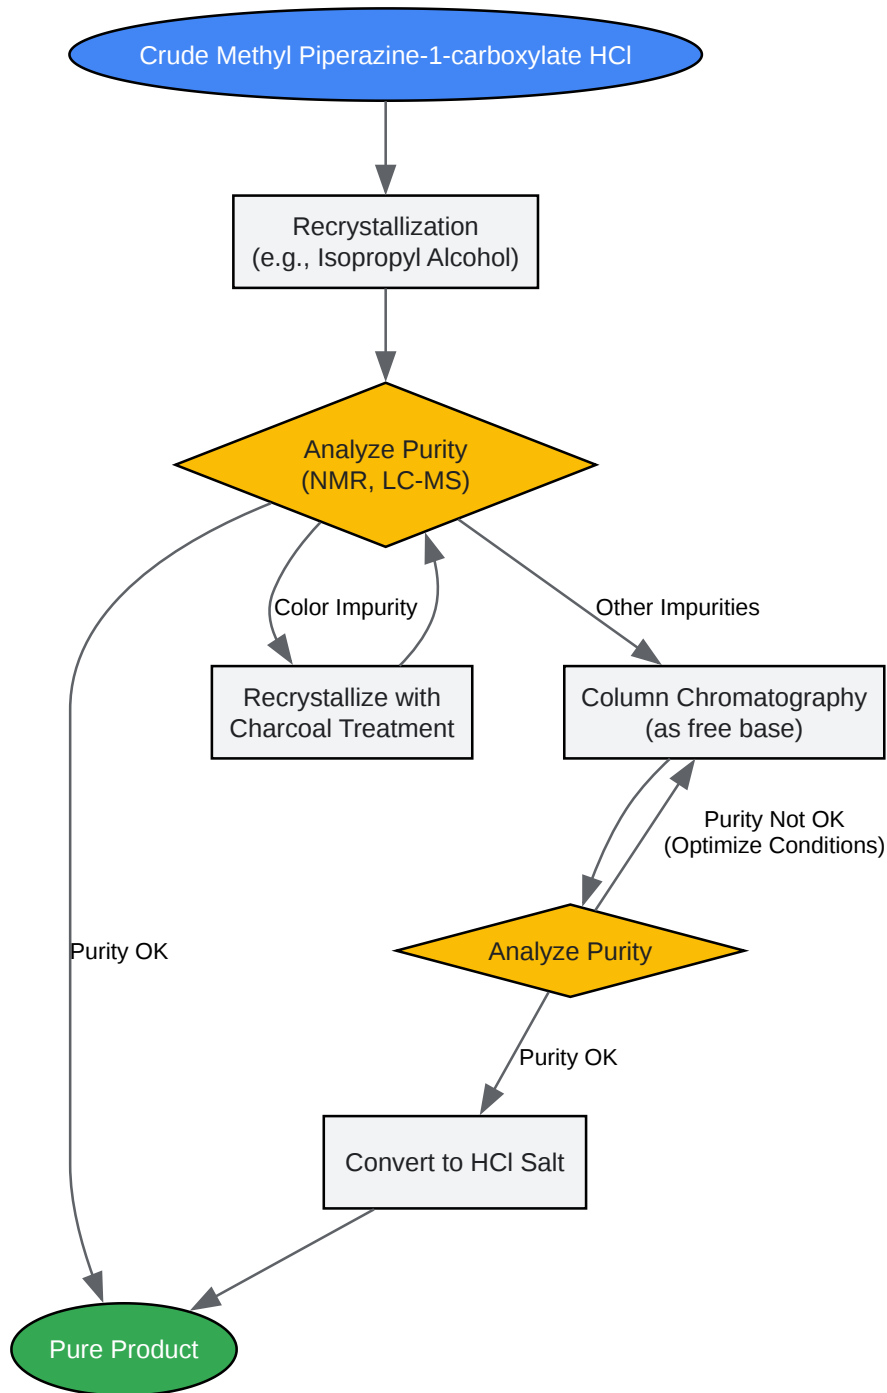 Crude Methyl Piperazine-1-carboxylate HCl
Recrystallization
(e.g., Isopropyl Alcohol)
Analyze Purity
(NMR, LC-MS)
Color Impurity
Other Impurities
Recrystallize with
Charcoal Treatment
Column Chromatography
(as free base)
Purity Not OK
(Optimize Conditions)
Purity OK
Analyze Purity
Purity OK
Convert to HCl Salt
Pure Product